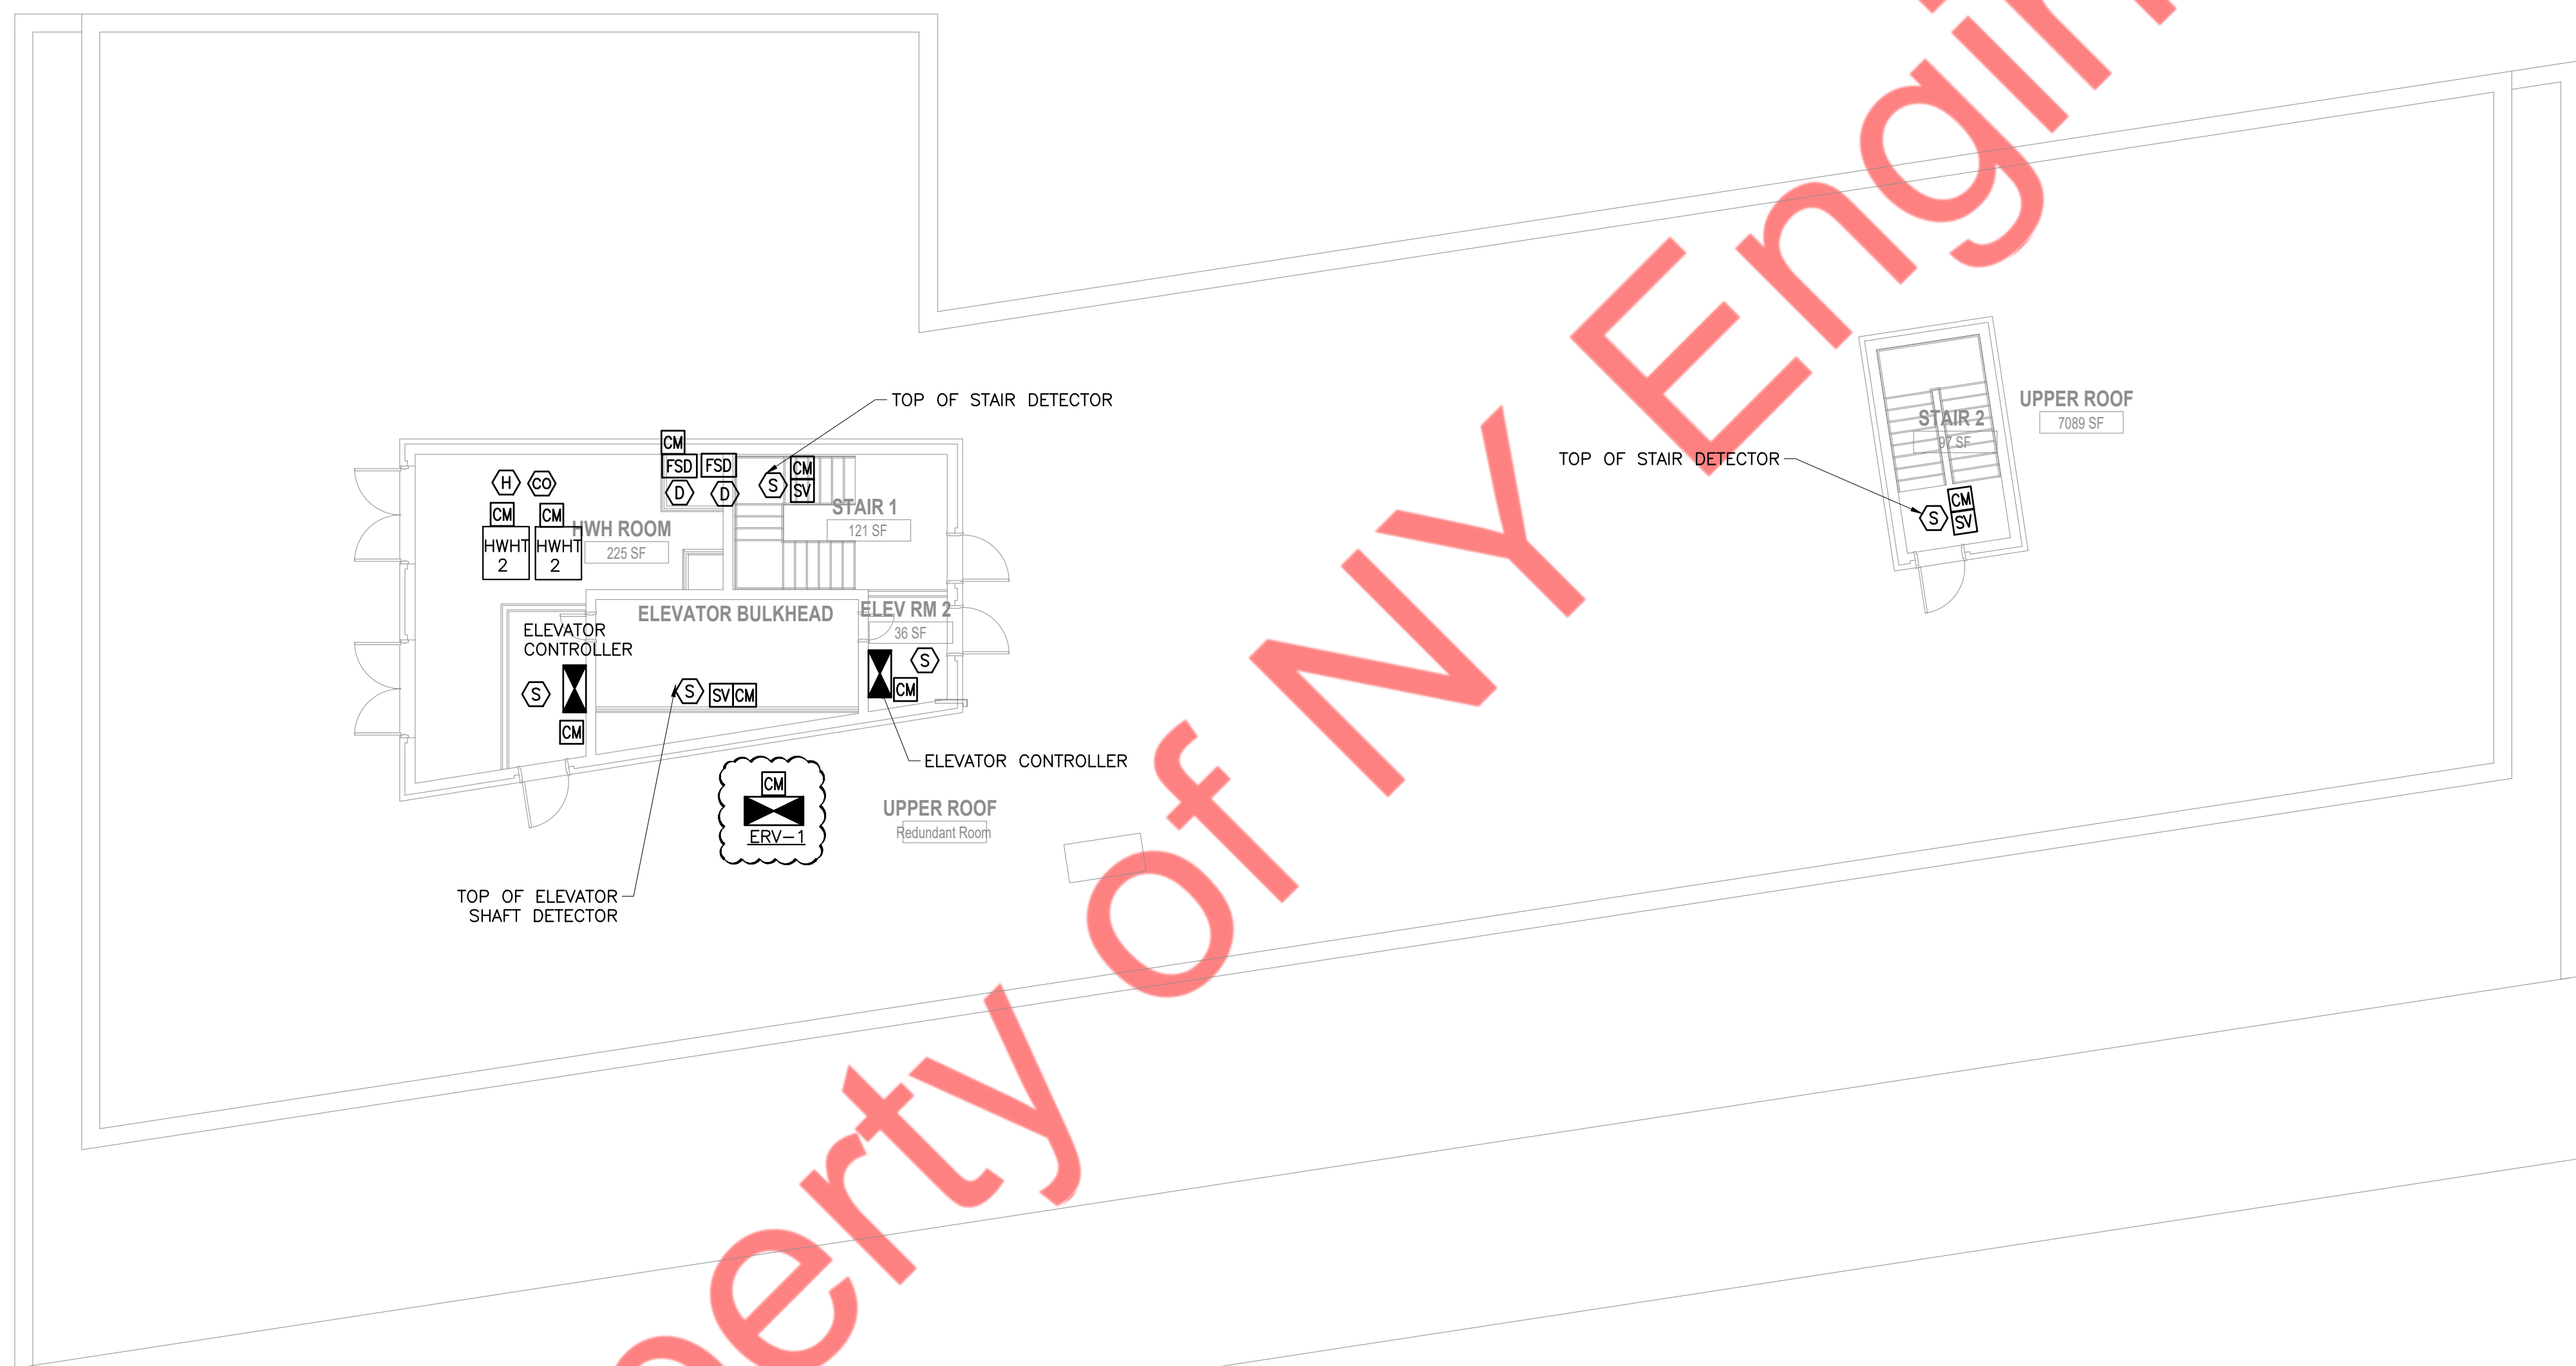 TOP OF STAIR DETECTOR
CM
FSD
FSD
D
D
S
CM
SV
STAIR 1
121 SF
H
CO
CM
CM
HWHT
2
HWHT
2
HWH ROOM
225 SF
ELEVATOR BULKHEAD
ELEV RM 2
36 SF
ELEVATOR
CONTROLLER
S
CM
S
SV
CM
S
CM
ELEVATOR CONTROLLER
CM
ERV-1
UPPER ROOF
Redundant Room
TOP OF ELEVATOR
SHAFT DETECTOR
UPPER ROOF
7089 SF
STAIR 2
97 SF
TOP OF STAIR DETECTOR
S
CM
SV
of NY